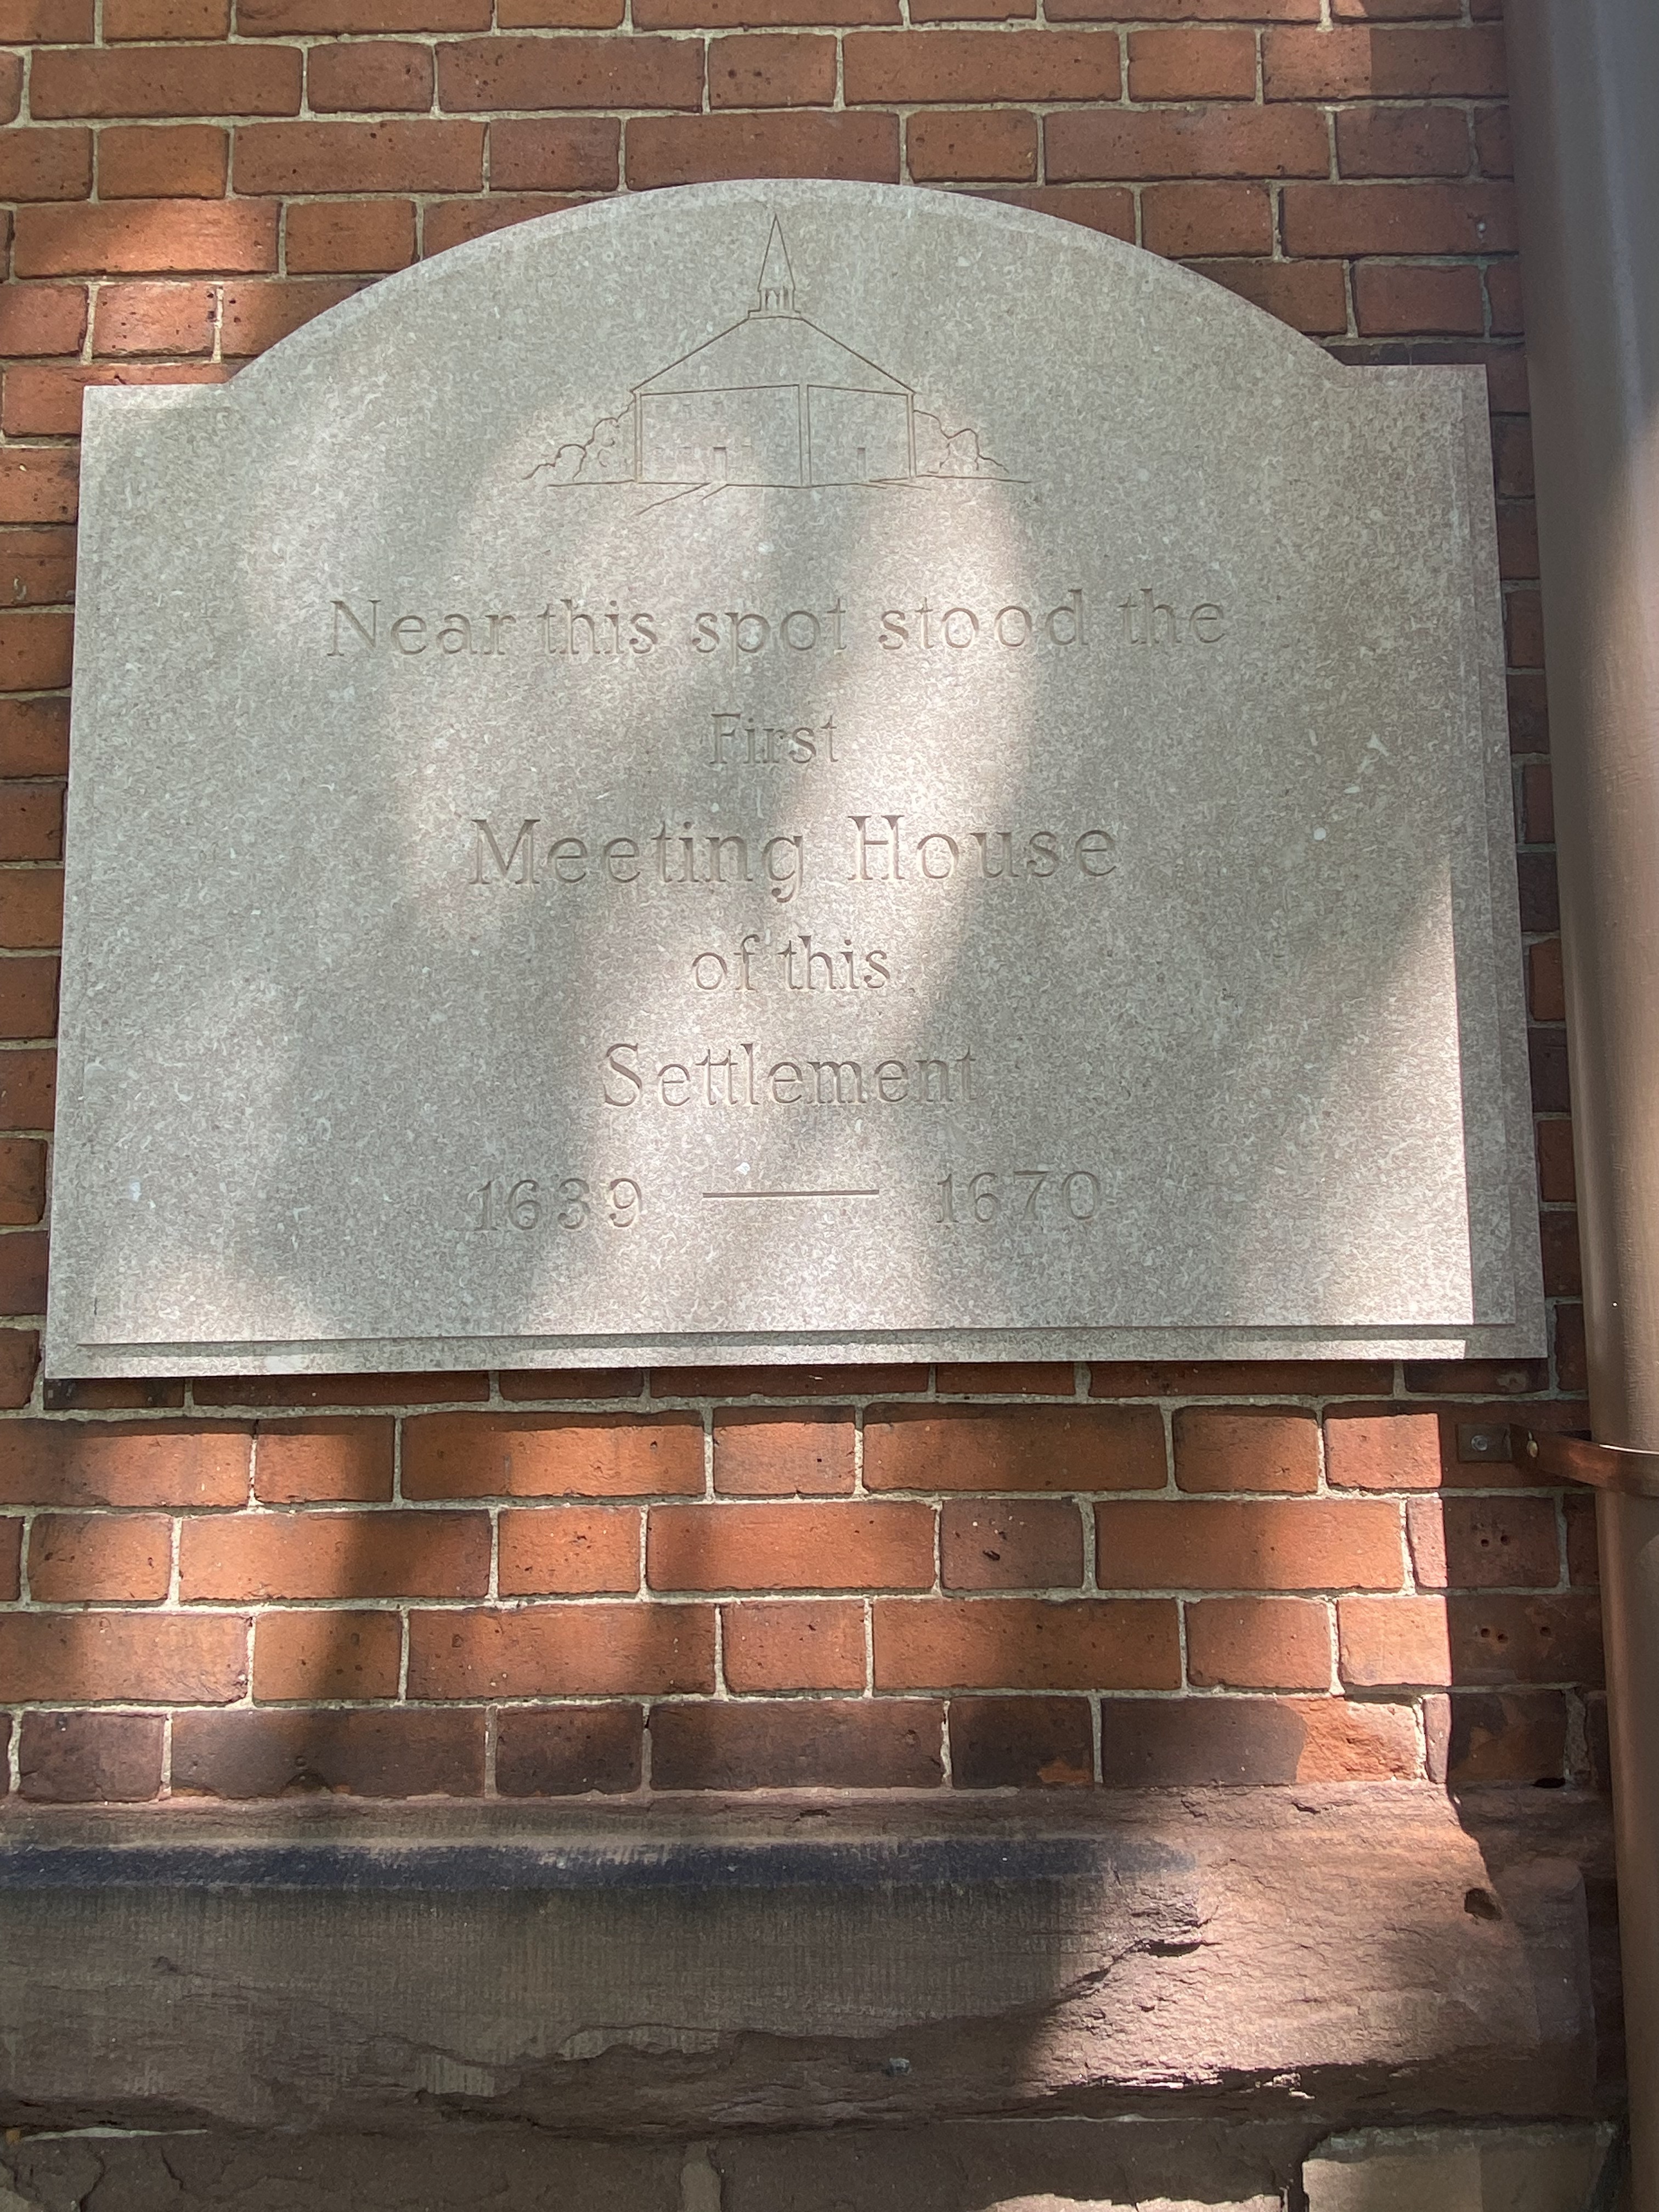 Near this spot stood the
First
Meeting House
of this
Settlement
1639 — 1670